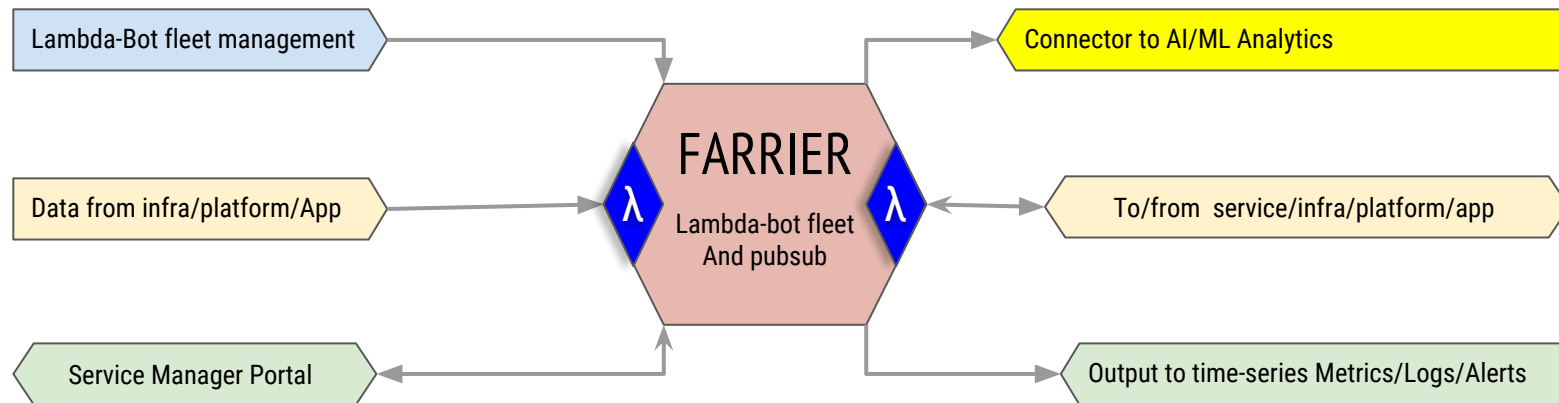 Lambda-Bot fleet management
Connector to AI/ML Analytics
FARRIER
λ
λ
Data from infra/platform/App
Lambda-bot fleet
And pubsub
To/from service/infra/platform/app
Service Manager Portal
Output to time-series Metrics/Logs/Alerts